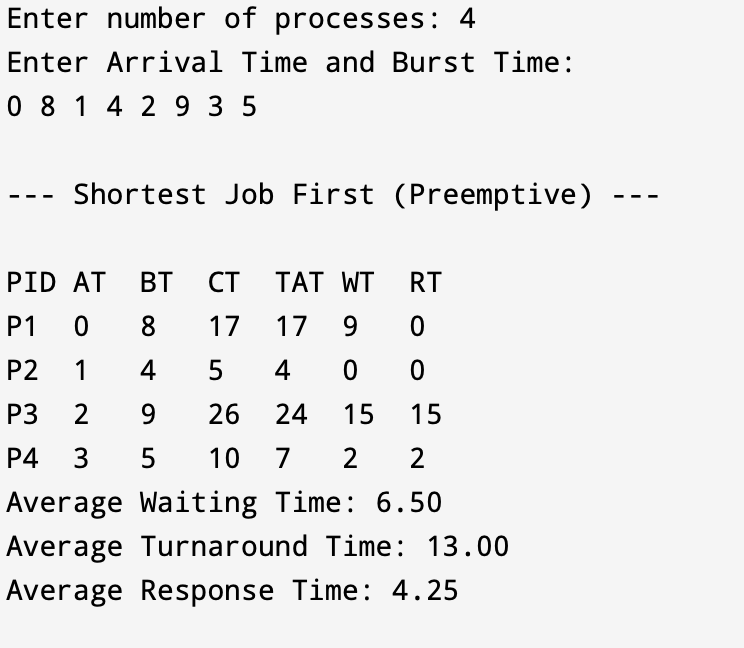 Enter number of processes: 4
Enter Arrival Time and Burst Time:
0 8 1 4 2 9 3 5
--- Shortest Job First (Preemptive) ---
PID AT  BT  CT  TAT WT  RT
P1  0   8   17  17  9   0
P2  1   4   5   4   0   0
P3  2   9   26  24  15  15
P4  3   5   10  7   2   2
Average Waiting Time: 6.50
Average Turnaround Time: 13.00
Average Response Time: 4.25